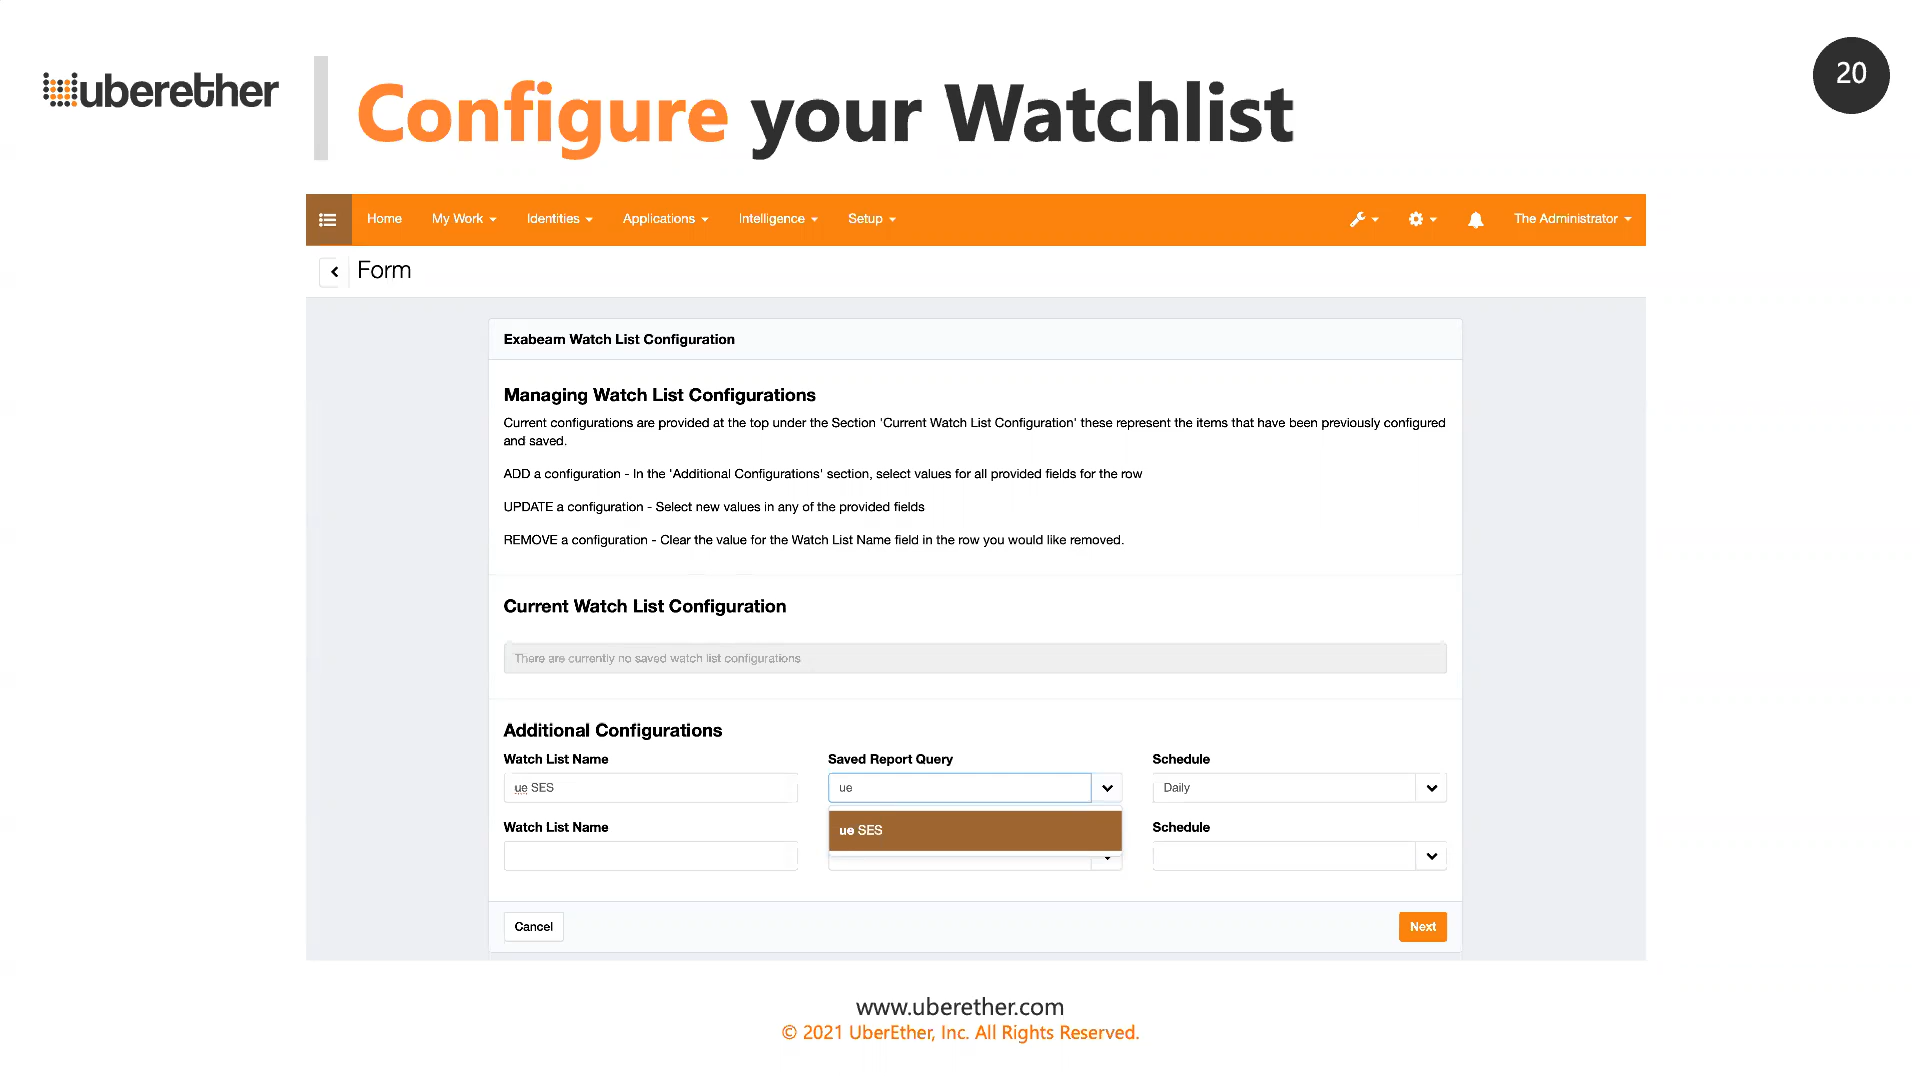 uberether
Configure your Watchlist
20
Home My Work Identities Applications Intelligence Setup The Administrator
Form
Exabeam Watch List Configuration
Managing Watch List Configurations
Current configurations are provided at the top under the Section 'Current Watch List Configuration' these represent the items that have been previously configured
and saved.
ADD a configuration - In the 'Additional Configurations' section, select values for all provided fields for the row
UPDATE a configuration - Select new values in any of the provided fields
REMOVE a configuration - Clear the value for the Watch List Name field in the row you would like removed.
Current Watch List Configuration
There are currently no saved watch list configurations
Additional Configurations
Watch List Name Saved Report Query Schedule
ue SES ue Daily
ue SES
Watch List Name Schedule
Cancel Next
www.uberether.com
© 2021 UberEther, Inc. All Rights Reserved.